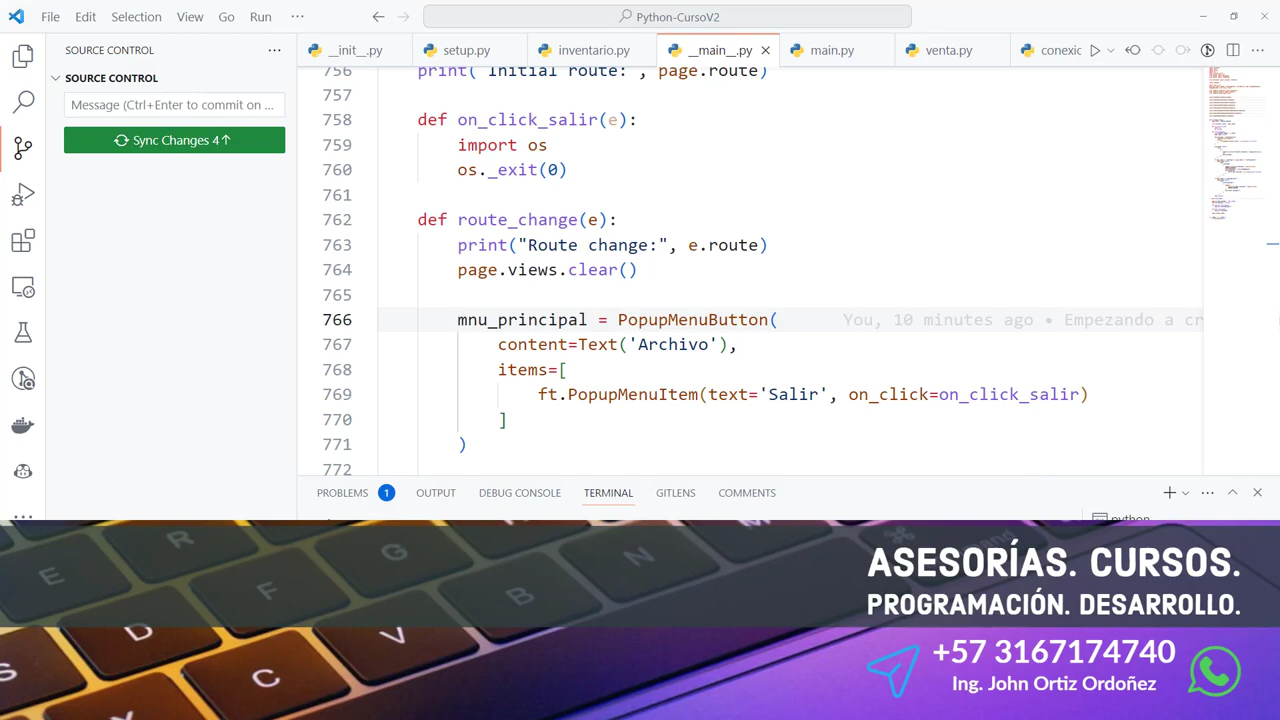 File Edit Selection View Go Run ··· Python-CursoV2
SOURCE CONTROL ···
__init__.py setup.py inventario.py __main__.py main.py venta.py conexic
SOURCE CONTROL
Message (Ctrl+Enter to commit on ...
Sync Changes 4↑
756 print("Initial route:", page.route)
758 def on_click_salir(e):
759 import os
760 os._exit(0)
761
762 def route_change(e):
763 print("Route change:", e.route)
764 page.views.clear()
765
766 mnu_principal = PopupMenuButton( You, 10 minutes ago • Empezando a cr
767 content=Text('Archivo'),
768 items=[
769 ft.PopupMenuItem(text='Salir', on_click=on_click_salir)
770 ]
771 )
772
PROBLEMS 1 OUTPUT DEBUG CONSOLE TERMINAL GITLENS COMMENTS
python
ASESORÍAS. CURSOS.
PROGRAMACIÓN. DESARROLLO.
+57 3167174740
Ing. John Ortiz Ordoñez